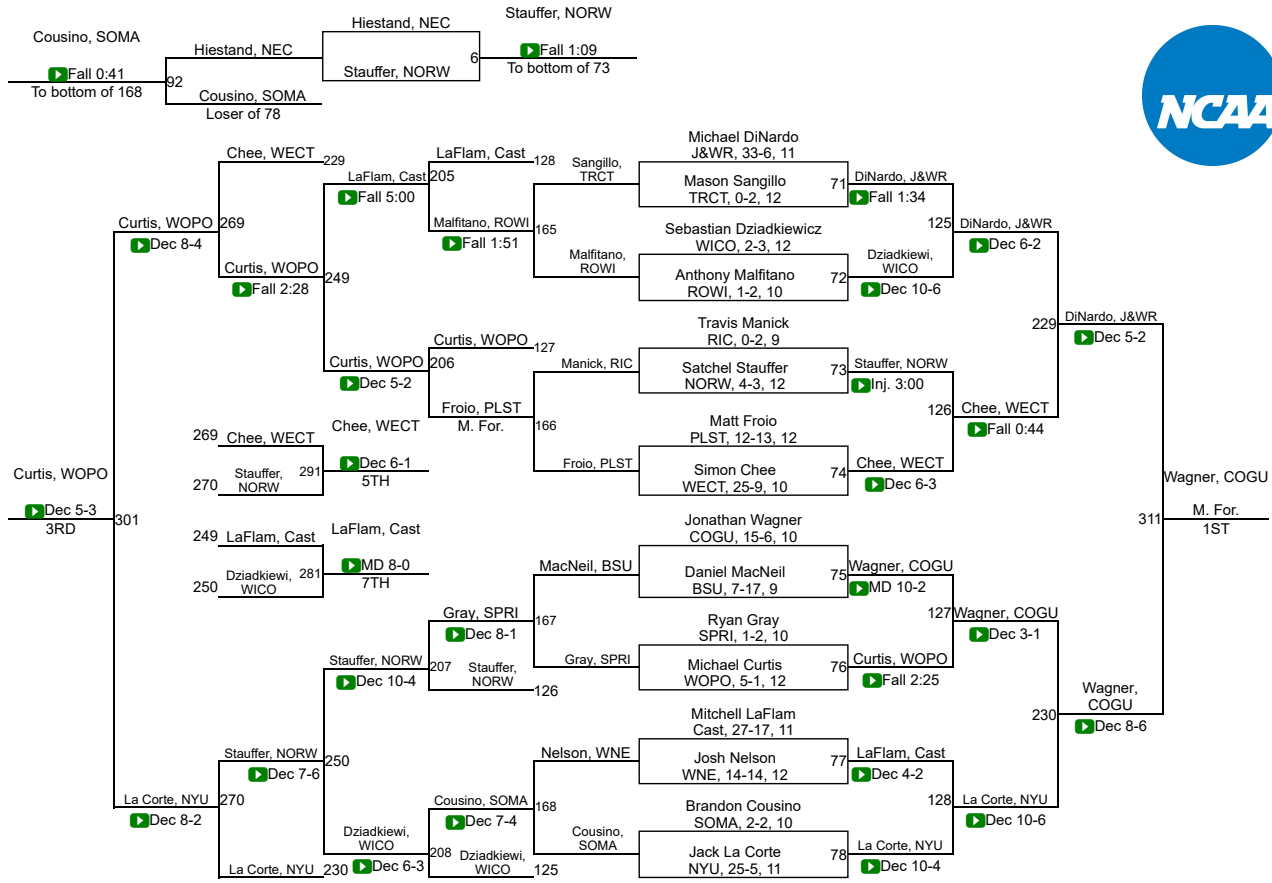 Cousino, SOMA
Fall 0:41
To bottom of 168
92
Hiestand, NEC
Cousino, SOMA
Loser of 78
Hiestand, NEC
Stauffer, NORW
6
Stauffer, NORW
Fall 1:09
To bottom of 73
NCAA
Michael DiNardo
J&WR, 33-6, 11
Mason Sangillo
TRCT, 0-2, 12
71
DiNardo, J&WR
Fall 1:34
Sebastian Dziadkiewicz
WICO, 2-3, 12
Anthony Malfitano
ROWI, 1-2, 10
72
Dziadkiewi,
WICO
Dec 10-6
125
DiNardo, J&WR
Dec 6-2
Travis Manick
RIC, 0-2, 9
Satchel Stauffer
NORW, 4-3, 12
73
Stauffer, NORW
Inj. 3:00
Matt Froio
PLST, 12-13, 12
Simon Chee
WECT, 25-9, 10
74
Chee, WECT
Dec 6-3
126
Chee, WECT
Fall 0:44
229
DiNardo, J&WR
Dec 5-2
Jonathan Wagner
COGU, 15-6, 10
Daniel MacNeil
BSU, 7-17, 9
75
Wagner, COGU
MD 10-2
Ryan Gray
SPRI, 1-2, 10
Michael Curtis
WOPO, 5-1, 12
76
Curtis, WOPO
Fall 2:25
127
Wagner, COGU
Dec 3-1
Mitchell LaFlam
Cast, 27-17, 11
Josh Nelson
WNE, 14-14, 12
77
LaFlam, Cast
Dec 4-2
Brandon Cousino
SOMA, 2-2, 10
Jack La Corte
NYU, 25-5, 11
78
La Corte, NYU
Dec 10-4
128
La Corte, NYU
Dec 10-6
230
Wagner,
COGU
Dec 8-6
311
Wagner, COGU
M. For.
1ST
Sangillo,
TRCT
Malfitano,
ROWI
165
LaFlam, Cast
128
Malfitano, ROWI
Fall 1:51
205
LaFlam, Cast
Fall 5:00
Manick, RIC
Froio, PLST
166
Curtis, WOPO
127
Froio, PLST
M. For.
206
Curtis, WOPO
Dec 5-2
249
Chee, WECT
229
Curtis, WOPO
Fall 2:28
269
Curtis, WOPO
Dec 8-4
269
Chee, WECT
270
Stauffer,
NORW
291
Chee, WECT
Dec 6-1
5TH
249
LaFlam, Cast
250
Dziadkiewi,
WICO
281
LaFlam, Cast
MD 8-0
7TH
Curtis, WOPO
Dec 5-3
3RD
301
MacNeil, BSU
Gray, SPRI
167
Gray, SPRI
Dec 8-1
Stauffer,
NORW
126
207
Stauffer, NORW
Dec 10-4
Nelson, WNE
Cousino,
SOMA
168
Cousino, SOMA
Dec 7-4
Dziadkiewi,
WICO
125
208
Dziadkiewi,
WICO
Dec 6-3
250
Stauffer, NORW
Dec 7-6
La Corte, NYU
230
270
La Corte, NYU
Dec 8-2